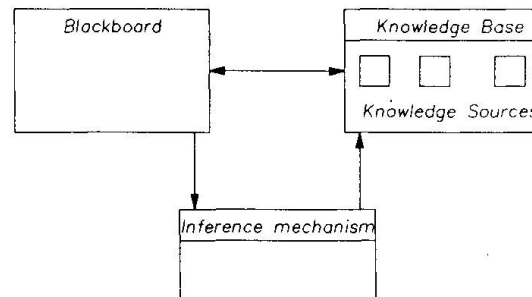 Blackboard
Knowledge Base
Knowledge Sources
Inference mechanism